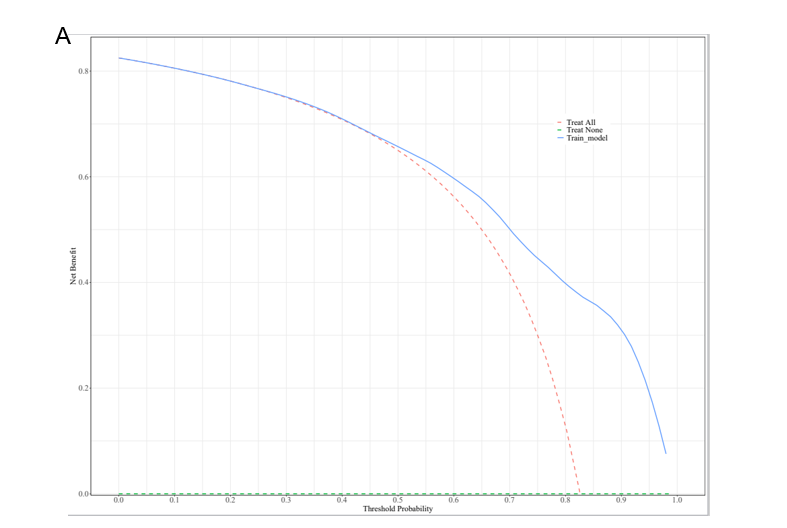 A
0.8
0.6
0.4
0.2
0.0
Net Benefit
Treat All
Treat None
Train_model
0.0 0.1 0.2 0.3 0.4 0.5 0.6 0.7 0.8 0.9 1.0
Threshold Probability